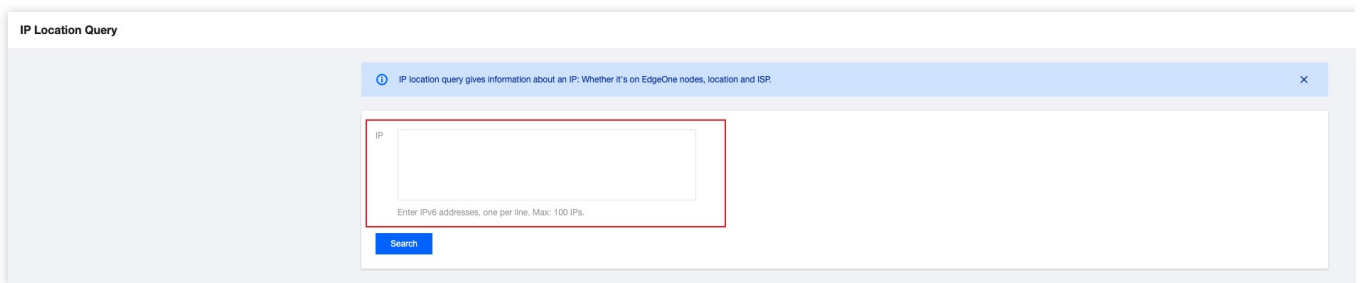 IP Location Query
IP location query gives information about an IP: Whether it's on EdgeOne nodes, location and ISP.
IP
Enter IPv6 addresses, one per line. Max: 100 IPs.
Search